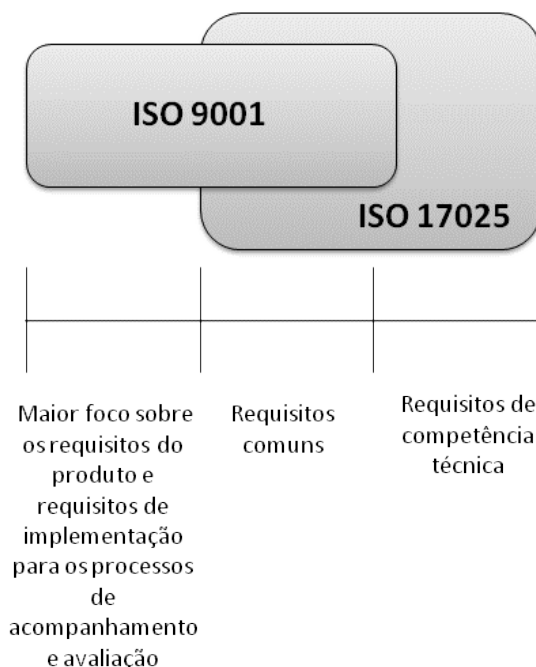 ISO 9001
ISO 17025
Maior foco sobre
os requisitos do
produto e
requisitos de
implementação
para os processos
de
acompanhamento
e avaliação
Requisitos
comuns
Requisitos de
competência
técnica